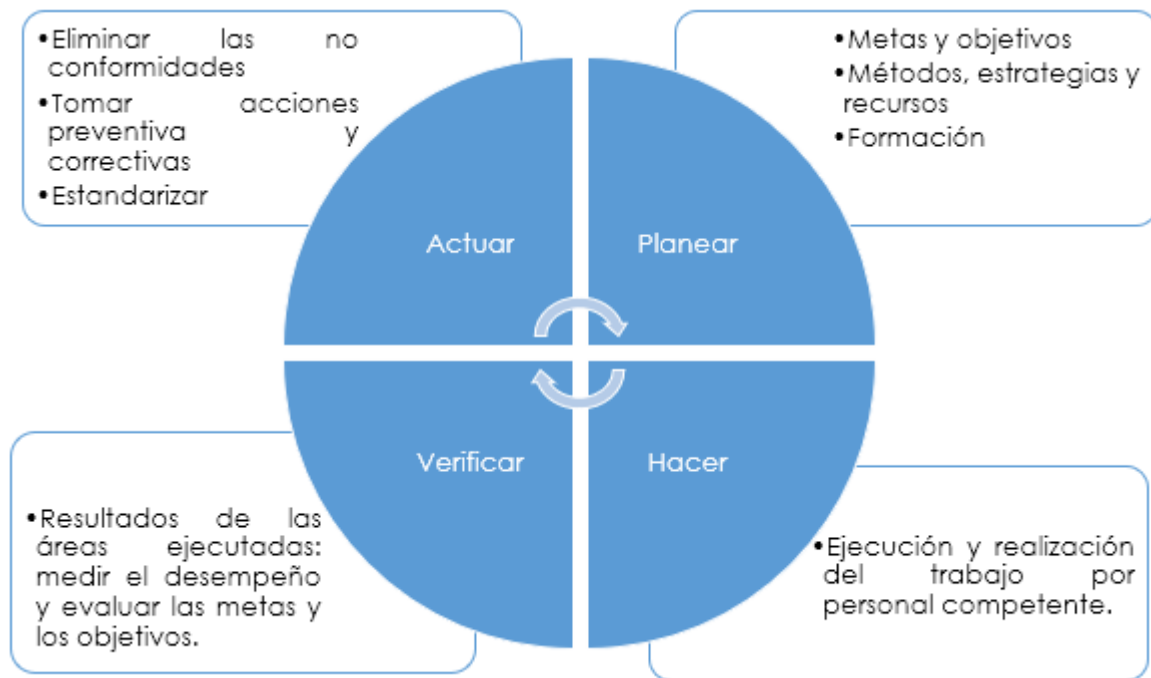 •Eliminar las no
conformidades
•Tomar acciones
preventiva y
correctivas
•Estandarizar
•Metas y objetivos
•Métodos, estrategias y
recursos
•Formación
Actuar
Planear
Verificar
Hacer
•Resultados de las
áreas ejecutadas:
medir el desempeño
y evaluar las metas y
los objetivos.
•Ejecución y realización
del trabajo por
personal competente.